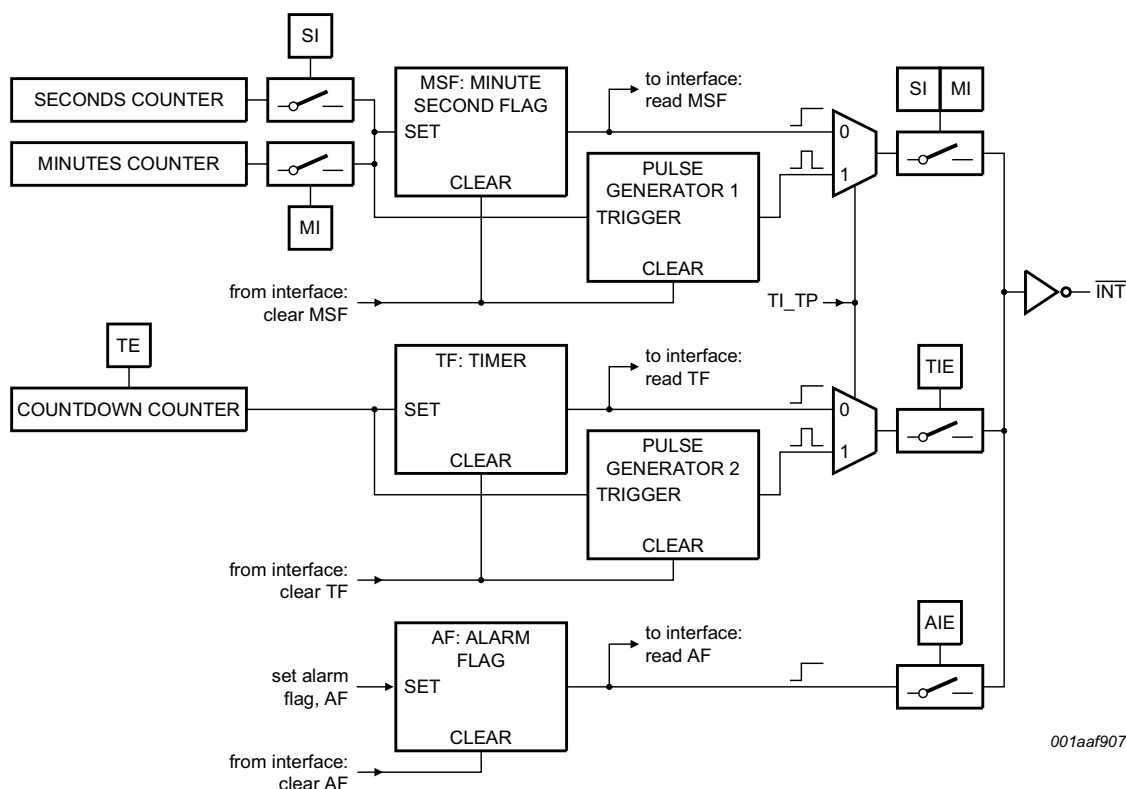 SI
SECONDS COUNTER
MINUTES COUNTER
MI
MSF: MINUTE
SECOND FLAG
SET
CLEAR
to interface:
read MSF
PULSE
GENERATOR 1
TRIGGER
CLEAR
from interface:
clear MSF
0
1
SI MI
TI_TP
INT
TE
COUNTDOWN COUNTER
TF: TIMER
SET
CLEAR
to interface:
read TF
PULSE
GENERATOR 2
TRIGGER
CLEAR
from interface:
clear TF
0
1
TIE
AF: ALARM
FLAG
SET
CLEAR
set alarm
flag, AF
to interface:
read AF
from interface:
clear AF
AIE
001aaf907